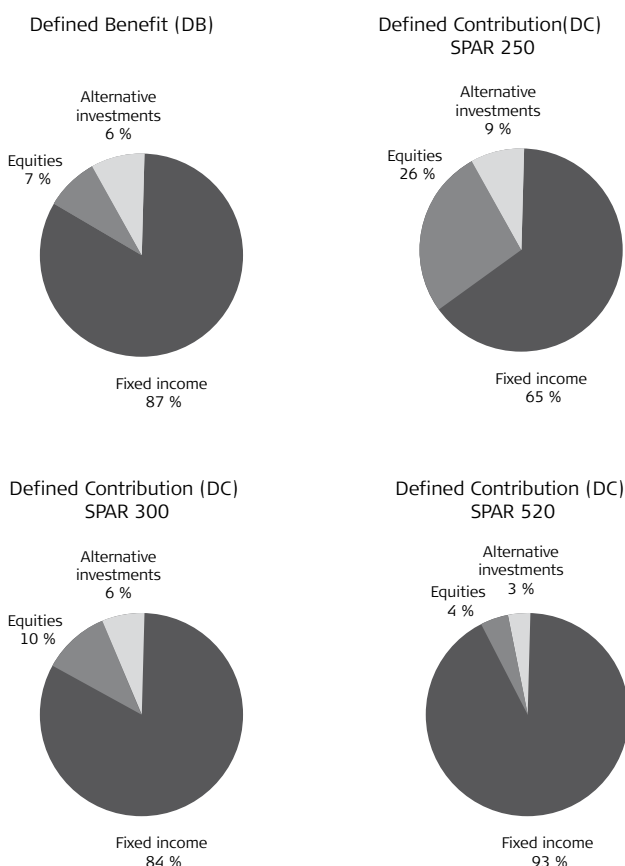 Defined Benefit (DB)
Alternative
investments
6 %
Equities
7 %
Fixed income
87 %
Defined Contribution(DC)
SPAR 250
Alternative
investments
9 %
Equities
26 %
Fixed income
65 %
Defined Contribution (DC)
SPAR 300
Alternative
investments
6 %
Equities
10 %
Fixed income
84 %
Defined Contribution (DC)
SPAR 520
Alternative
investments
3 %
Equities
4 %
Fixed income
93 %